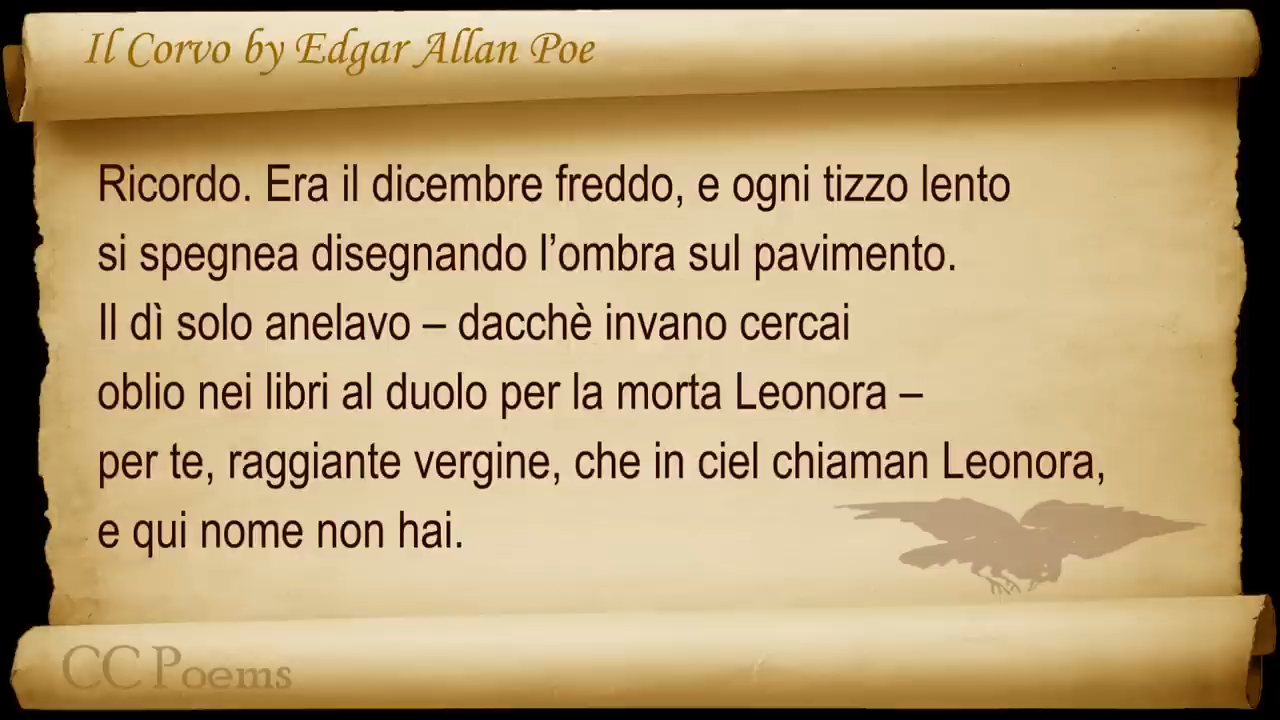 Il Corvo by Edgar Allan Poe
Ricordo. Era il dicembre freddo, e ogni tizzo lento
si spegnea disegnando l’ombra sul pavimento.
Il dì solo anelavo – dacchè invano cercai
oblio nei libri al duolo per la morta Leonora –
per te, raggiante vergine, che in ciel chiaman Leonora,
e qui nome non hai.
CC Poems